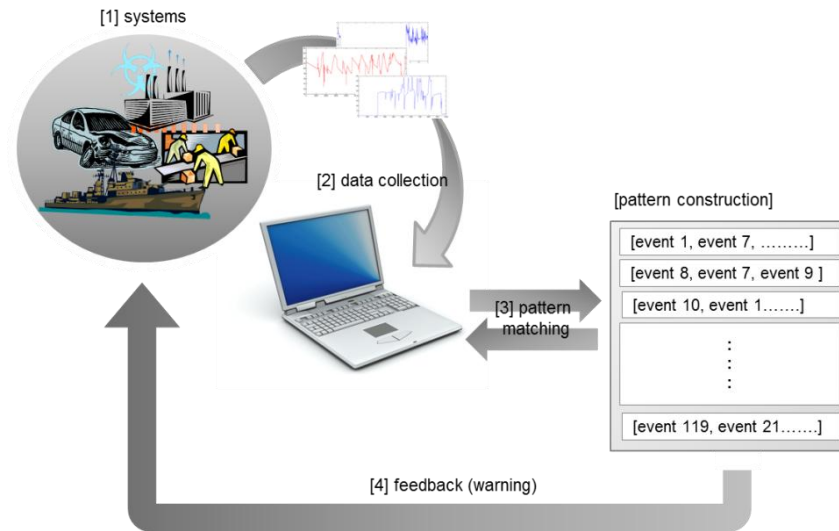 [1] systems
[2] data collection
[pattern construction]
[event 1, event 7, ………]
[event 8, event 7, event 9 ]
[event 10, event 1…….]
[3] pattern
matching
[event 119, event 21…….]
[4] feedback (warning)